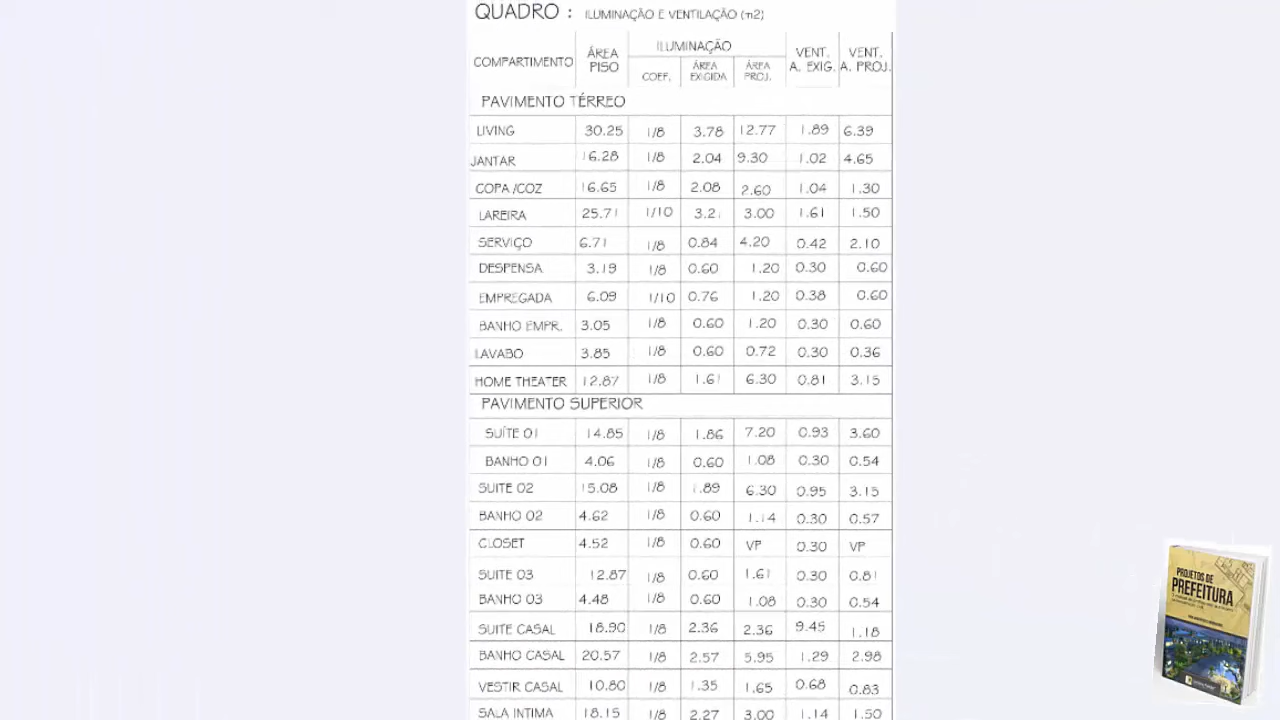 QUADRO : ILUMINAÇÃO E VENTILAÇÃO (m2)
COMPARTIMENTO ÁREA PISO ILUMINAÇÃO COEF. ÁREA EXIGIDA ÁREA PROJ. VENT. A. EXIG. VENT. A. PROJ.
PAVIMENTO TÉRREO
LIVING 30.25 1/8 3.78 12.77 1.89 6.39
JANTAR 16.28 1/8 2.04 9.30 1.02 4.65
COPA /COZ 16.65 1/8 2.08 2.60 1.04 1.30
LAREIRA 25.71 1/10 3.21 3.00 1.61 1.50
SERVIÇO 6.71 1/8 0.84 4.20 0.42 2.10
DESPENSA 3.19 1/8 0.60 1.20 0.30 0.60
EMPREGADA 6.09 1/10 0.76 1.20 0.38 0.60
BANHO EMPR. 3.05 1/8 0.60 1.20 0.30 0.60
LAVABO 3.85 1/8 0.60 0.72 0.30 0.36
HOME THEATER 12.87 1/8 1.61 6.30 0.81 3.15
PAVIMENTO SUPERIOR
SUÍTE 01 14.85 1/8 1.86 7.20 0.93 3.60
BANHO 01 4.06 1/8 0.60 1.08 0.30 0.54
SUITE 02 15.08 1/8 1.89 6.30 0.95 3.15
BANHO 02 4.62 1/8 0.60 1.14 0.30 0.57
CLOSET 4.52 1/8 0.60 VP 0.30 VP
SUITE 03 12.87 1/8 0.60 1.61 0.30 0.81
BANHO 03 4.48 1/8 0.60 1.08 0.30 0.54
SUITE CASAL 18.90 1/8 2.36 2.36 9.45 1.18
BANHO CASAL 20.57 1/8 2.57 5.95 1.29 2.98
VESTIR CASAL 10.80 1/8 1.35 1.65 0.68 0.83
SALA INTIMA 18.15 1/8 2.27 3.00 1.14 1.50
PROJETOS DE
PREFEITURA